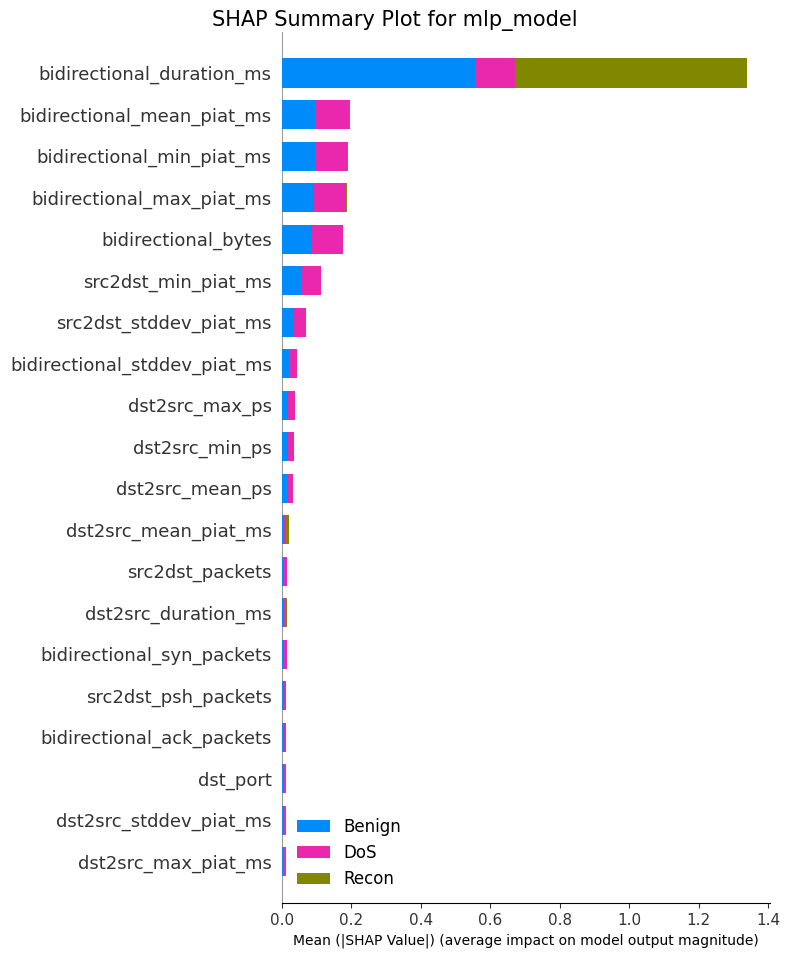 SHAP Summary Plot for mlp_model
bidirectional_duration_ms
bidirectional_mean_piat_ms
bidirectional_min_piat_ms
bidirectional_max_piat_ms
bidirectional_bytes
src2dst_min_piat_ms
src2dst_stddev_piat_ms
bidirectional_stddev_piat_ms
dst2src_max_ps
dst2src_min_ps
dst2src_mean_ps
dst2src_mean_piat_ms
src2dst_packets
dst2src_duration_ms
bidirectional_syn_packets
src2dst_psh_packets
bidirectional_ack_packets
dst_port
dst2src_stddev_piat_ms
dst2src_max_piat_ms
Benign
DoS
Recon
0.0 0.2 0.4 0.6 0.8 1.0 1.2 1.4
Mean (|SHAP Value|) (average impact on model output magnitude)